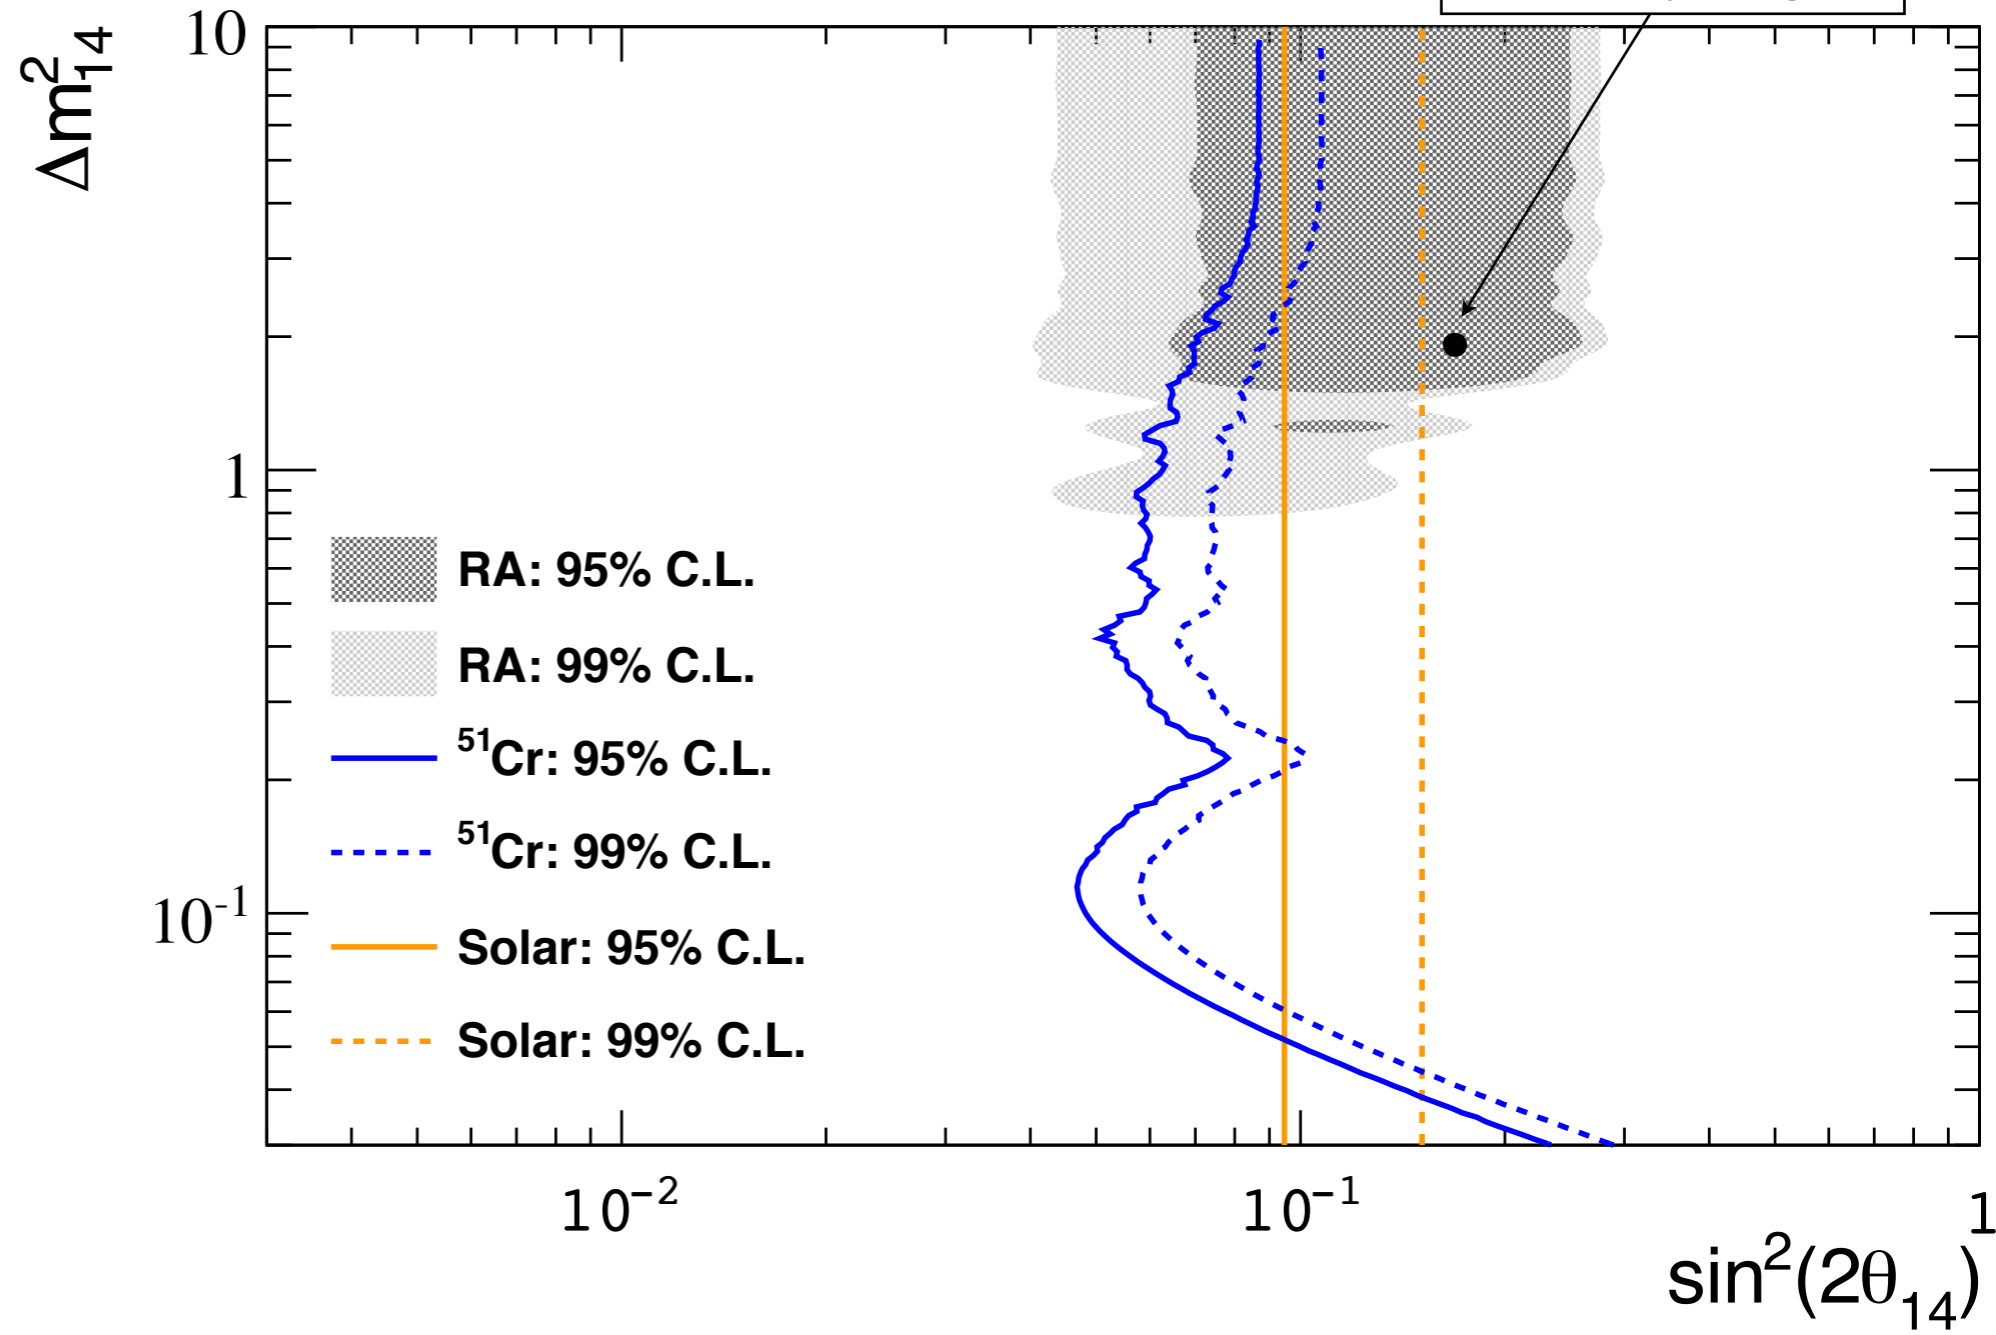 10
Δm²₁₄
1
RA: 95% C.L.
RA: 99% C.L.
⁵¹Cr: 95% C.L.
⁵¹Cr: 99% C.L.
10⁻¹
Solar: 95% C.L.
Solar: 99% C.L.
10⁻² 10⁻¹ 1
sin²(2θ₁₄)